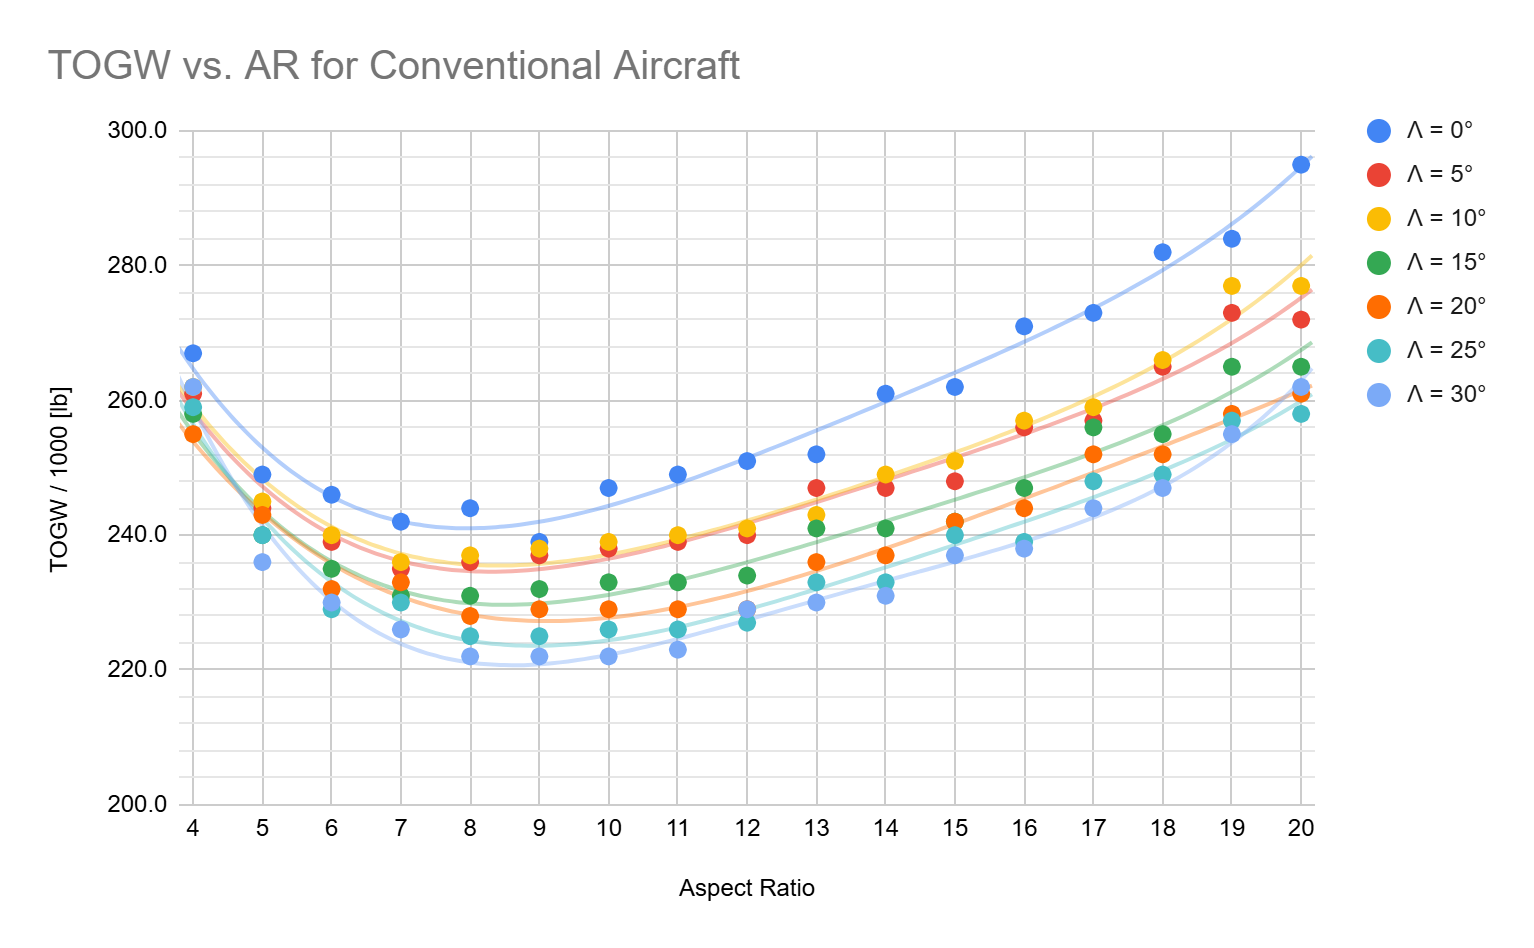 TOGW vs. AR for Conventional Aircraft
300.0
280.0
260.0
240.0
220.0
200.0
TOGW / 1000 [lb]
4 5 6 7 8 9 10 11 12 13 14 15 16 17 18 19 20
Aspect Ratio
Λ = 0°
Λ = 5°
Λ = 10°
Λ = 15°
Λ = 20°
Λ = 25°
Λ = 30°